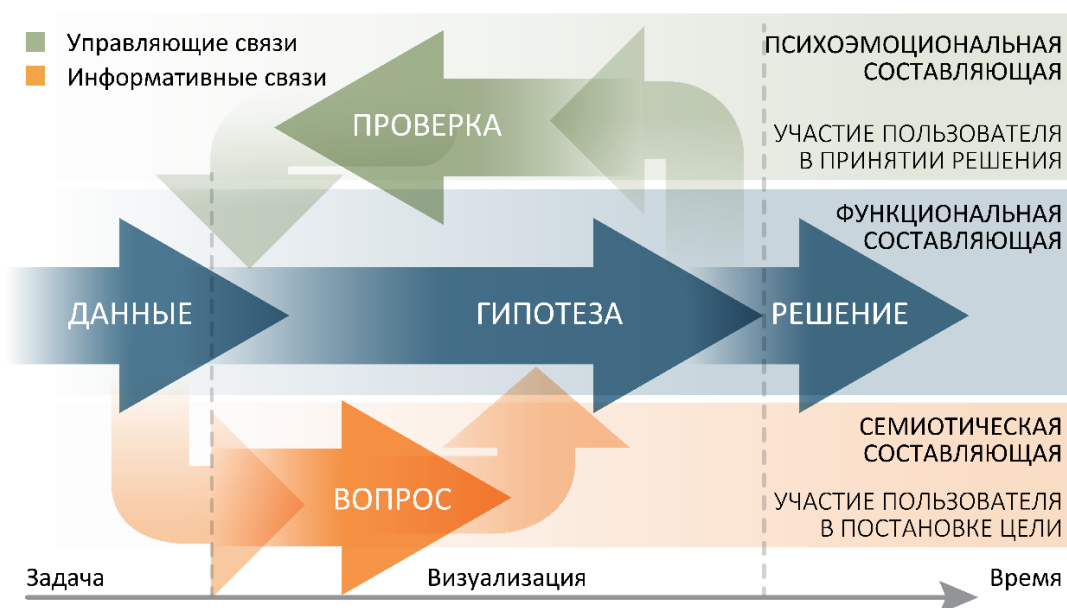 Управляющие связи
Информативные связи
ПСИХОЭМОЦИОНАЛЬНАЯ
СОСТАВЛЯЮЩАЯ
ПРОВЕРКА
УЧАСТИЕ ПОЛЬЗОВАТЕЛЯ
В ПРИНЯТИИ РЕШЕНИЯ
ФУНКЦИОНАЛЬНАЯ
СОСТАВЛЯЮЩАЯ
ДАННЫЕ
ГИПОТЕЗА
РЕШЕНИЕ
СЕМИОТИЧЕСКАЯ
СОСТАВЛЯЮЩАЯ
ВОПРОС
УЧАСТИЕ ПОЛЬЗОВАТЕЛЯ
В ПОСТАНОВКЕ ЦЕЛИ
Задача
Визуализация
Время